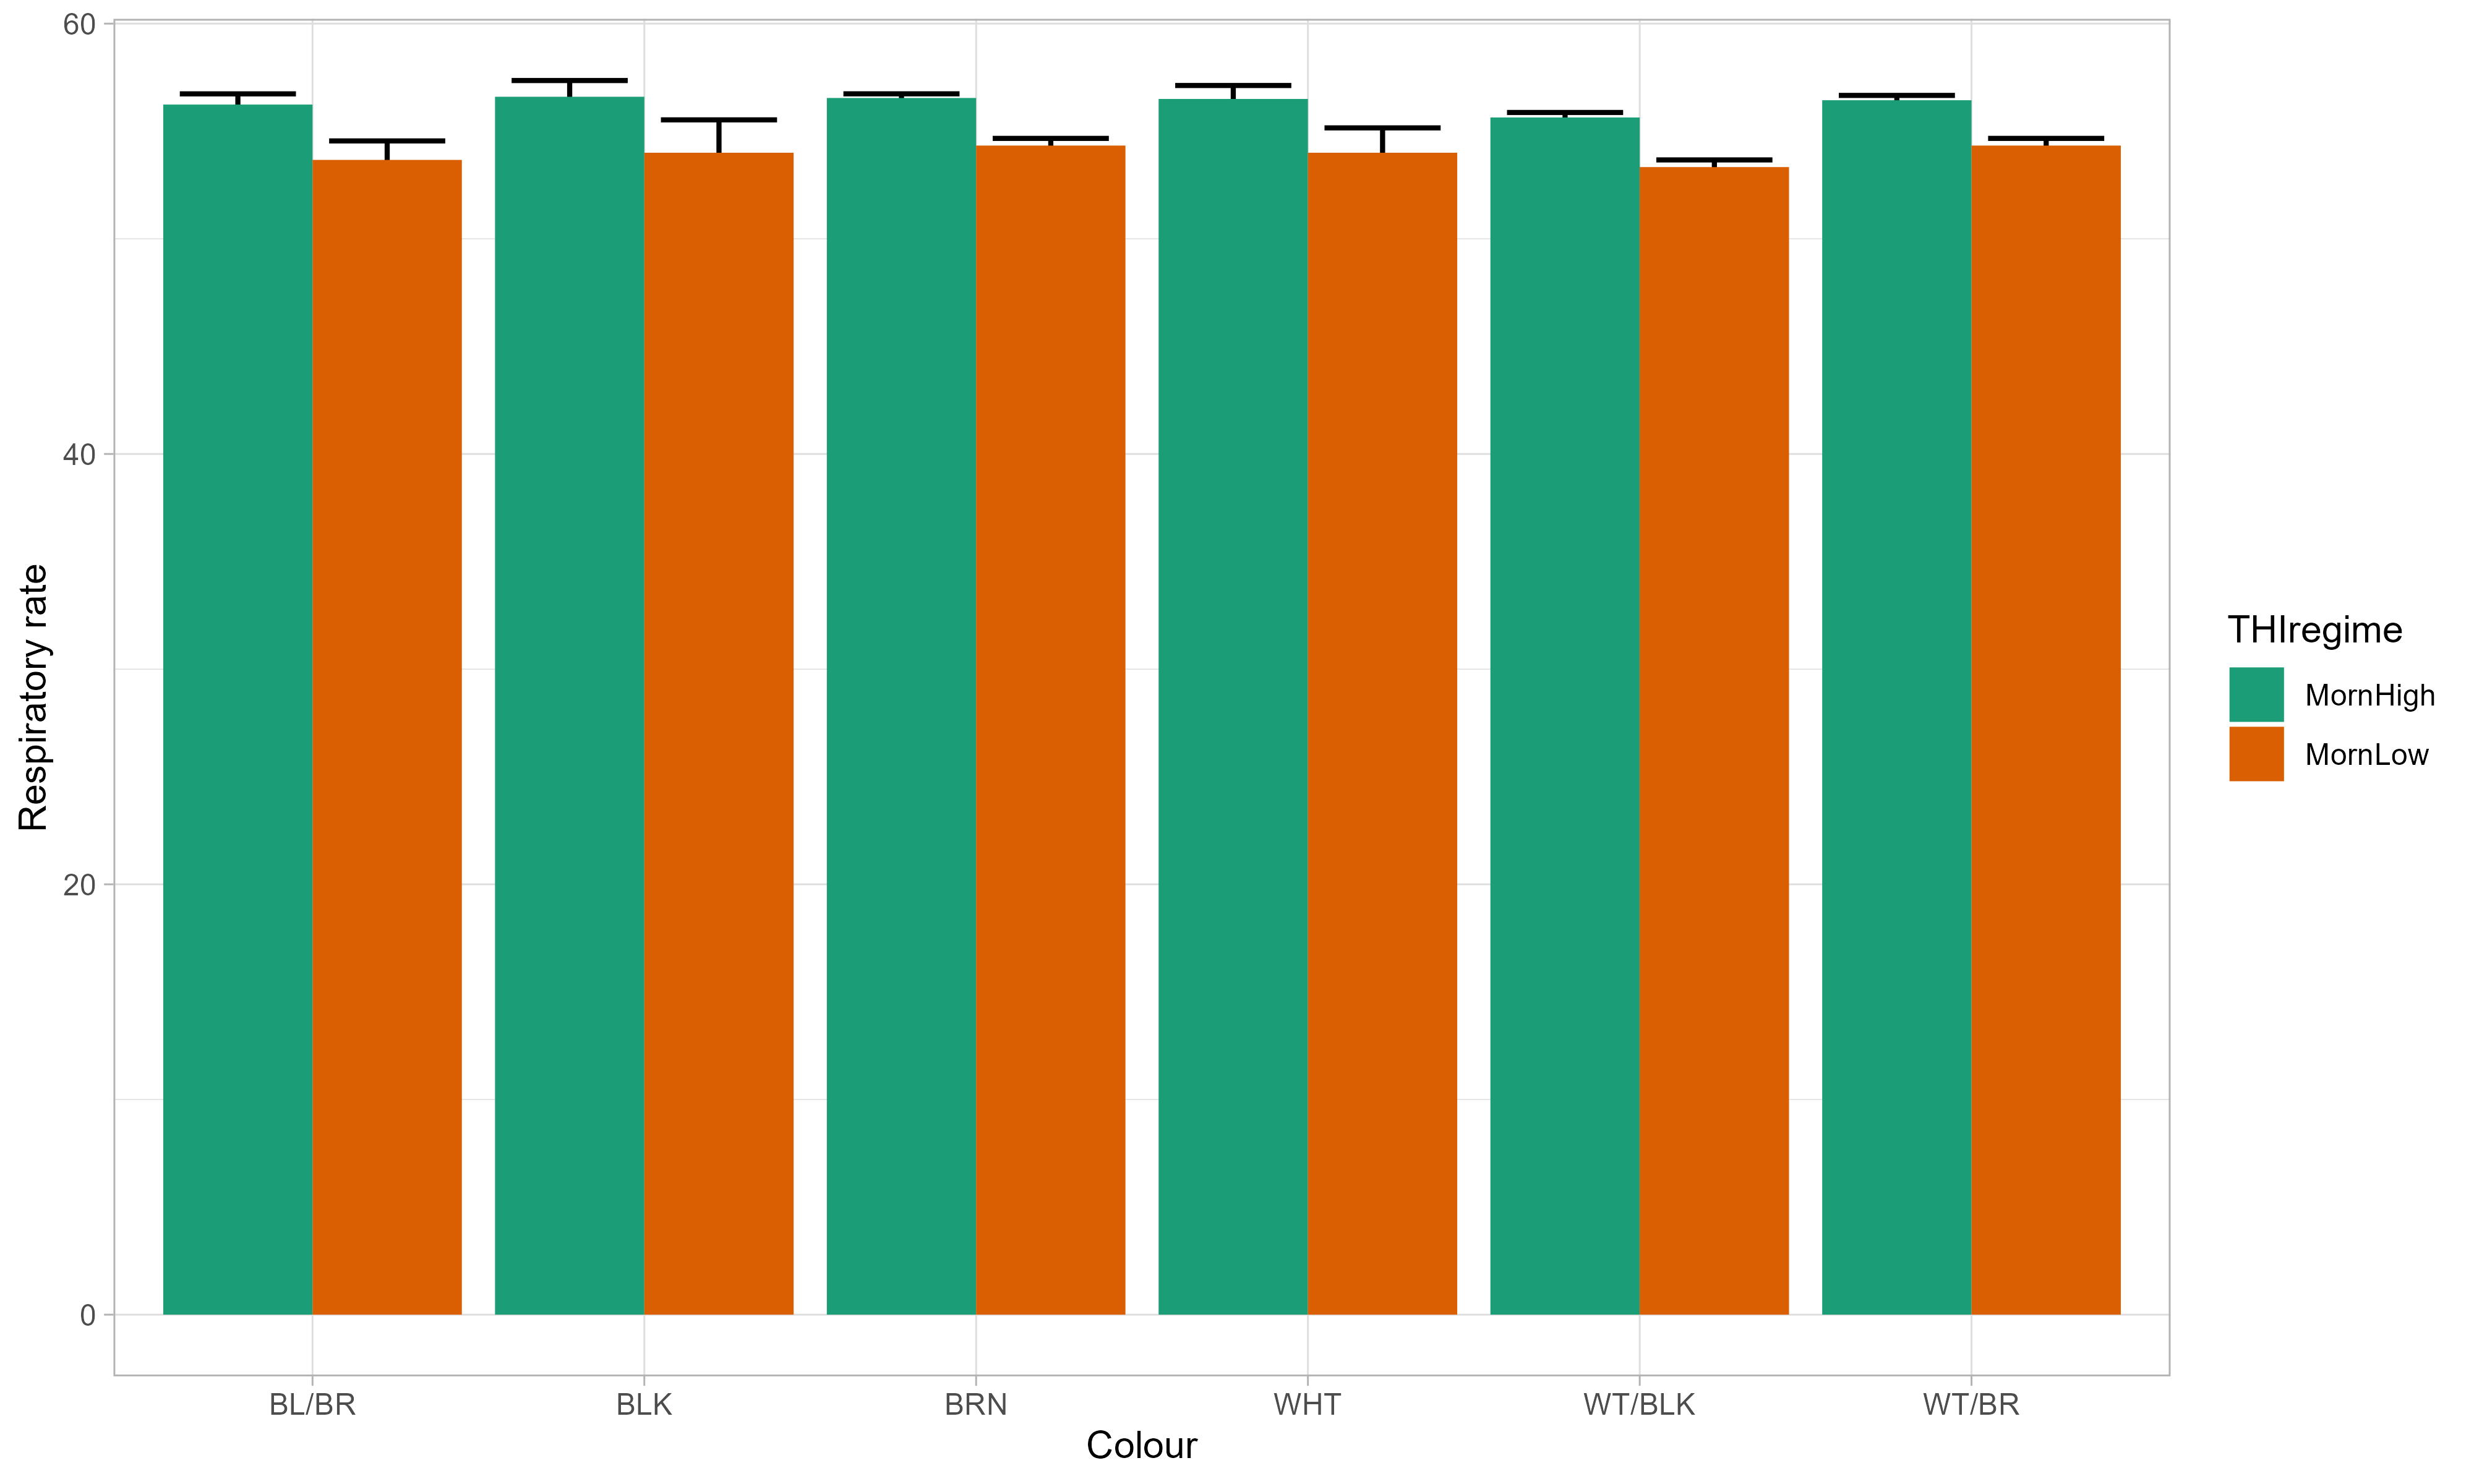 60
40
20
0
Respiratory rate
BL/BR
BLK
BRN
WHT
WT/BLK
WT/BR
Colour
THIregime
MornHigh
MornLow